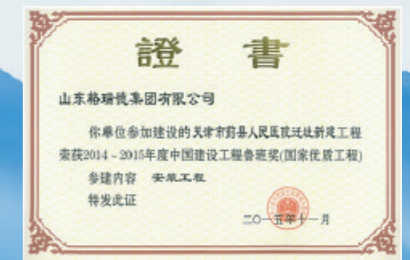 證 書
山东格瑞德集团有限公司
你单位参加建设的天津市蓟县人民医院迁址新建工程
荣获2014-2015年度中国建设工程鲁班奖(国家优质工程)
参建内容 安装工程
特发此证
二〇一五年十一月